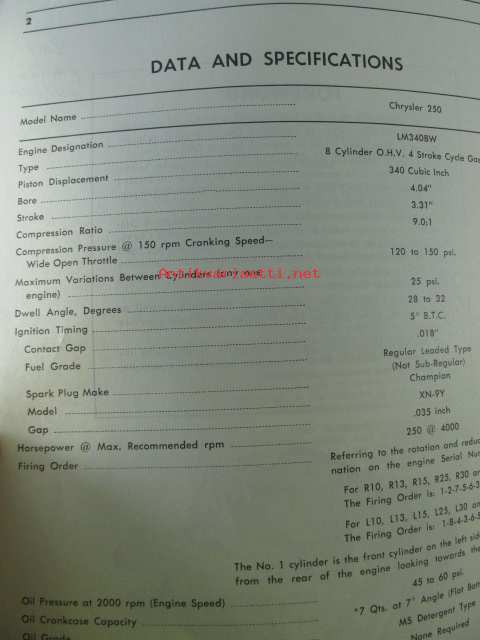 2
DATA AND SPECIFICATIONS
Model Name Chrysler 250
Engine Designation LM340BW
Type 8 Cylinder O.H.V. 4 Stroke Cycle
Piston Displacement 340 Cubic Inch
Bore 4.04"
Stroke 3.31"
Compression Ratio 9.0:1
Compression Pressure @ 150 rpm Cranking Speed—
Wide Open Throttle 120 to 150 psi.
Maximum Variations Between Cylinders (any one
engine) 25 psi.
Antikvariaatti.net
Dwell Angle, Degrees 28 to 32
Ignition Timing 5° B.T.C.
Contact Gap .018"
Fuel Grade Regular Leaded Type
(Not Sub-Regular)
Spark Plug Make Champion
Model XN-9Y
Gap .035 inch
Horsepower @ Max. Recommended rpm 250 @ 4000
Firing Order Referring to the rotation and
nation on the engine Serial
For R10, R13, R15, R25, R30
The Firing Order is: 1-2-7-5-6-3
For L10, L13, L15, L25, L30
The Firing Order is: 1-8-4-3-6-5
The No. 1 cylinder is the front cylinder on the left
from the rear of the engine looking towards the
Oil Pressure at 2000 rpm (Engine Speed) 45 to 60 psi.
Oil Crankcase Capacity *7 Qts. at 7° Angle (Flat
Oil Grade MS Detergent Type
None Required